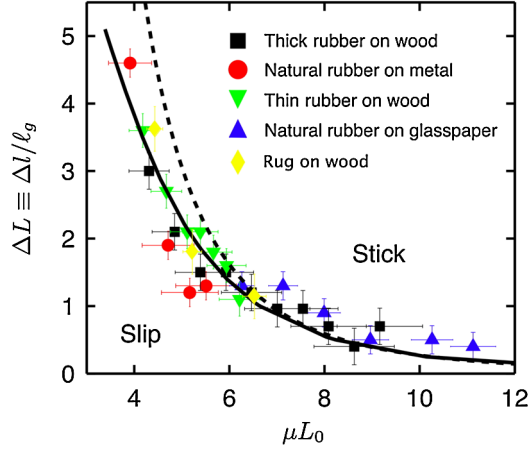 5
4
3
2
1
0
4
6
8
10
12
ΔL ≡ Δl/ℓg
μL0
Thick rubber on wood
Natural rubber on metal
Thin rubber on wood
Natural rubber on glasspaper
Rug on wood
Stick
Slip